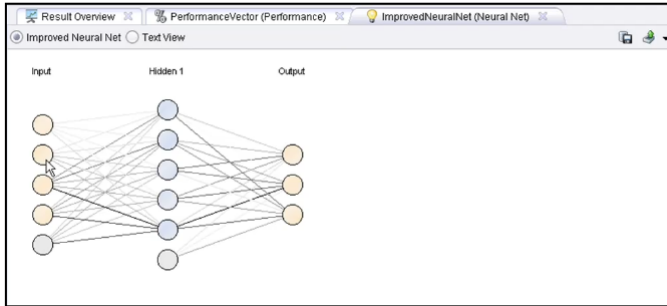 Result Overview PerformanceVector (Performance) ImprovedNeuralNet (Neural Net)
Improved Neural Net Text View
Input Hidden 1 Output